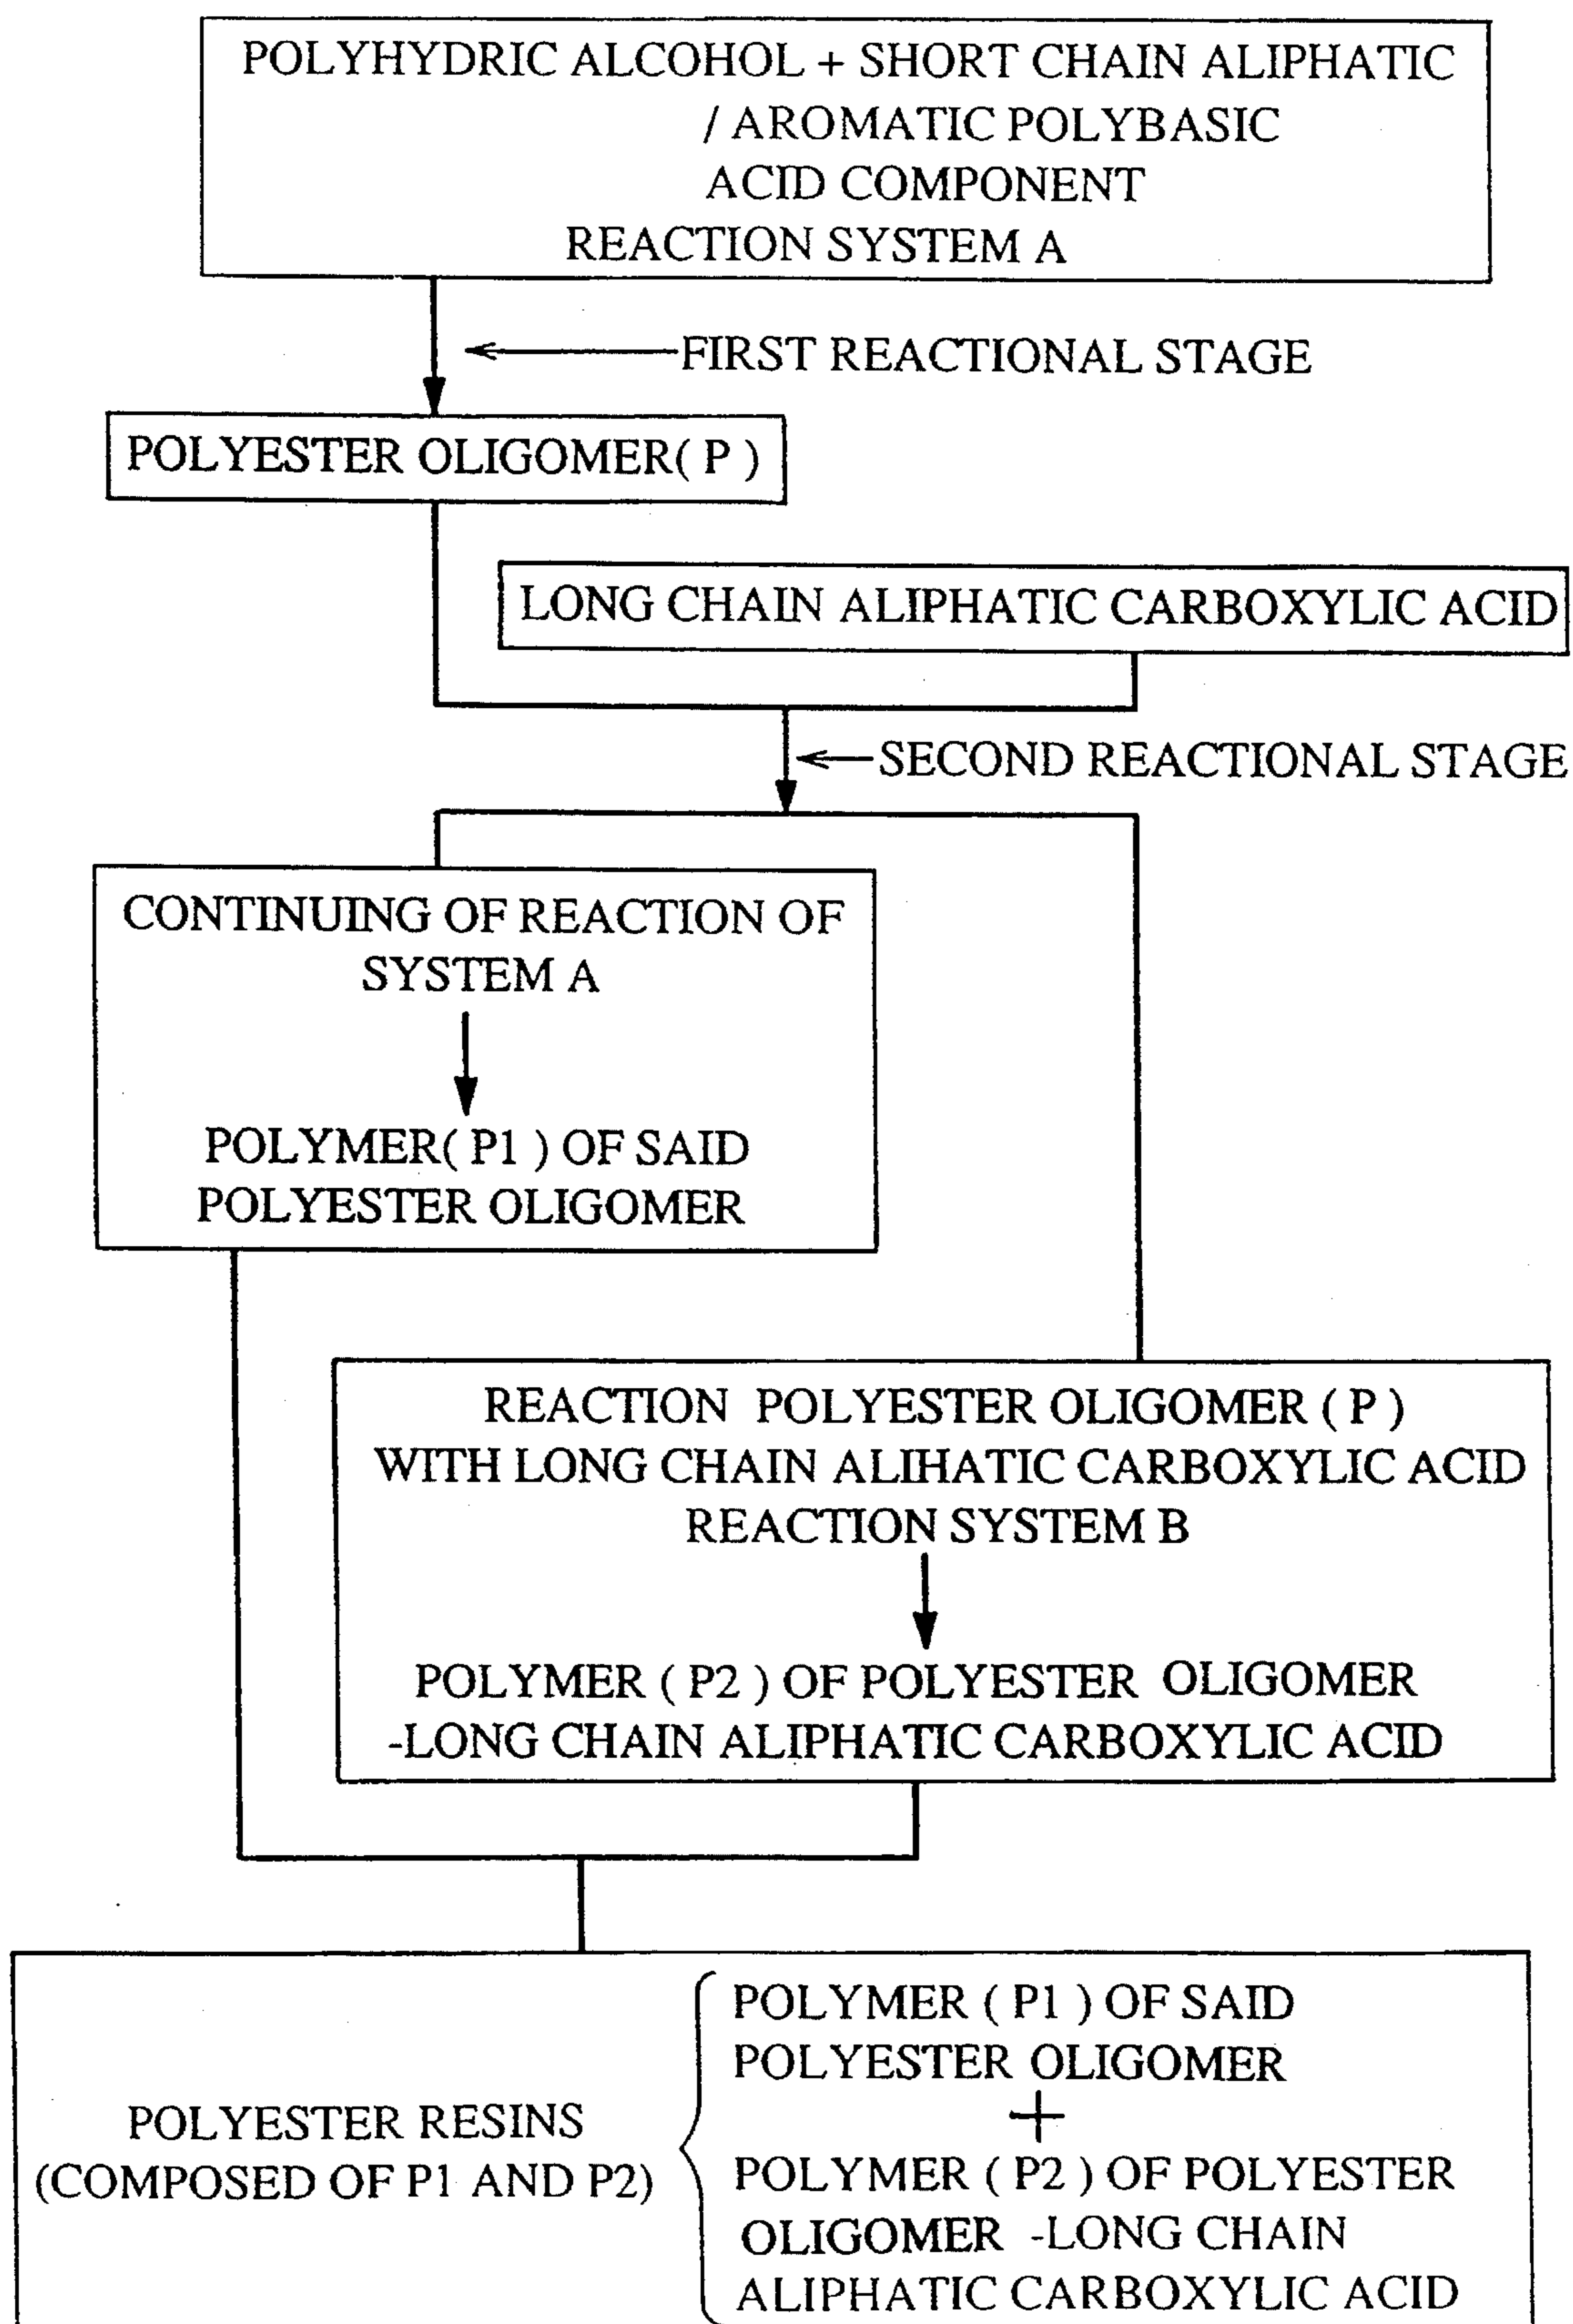 POLYHYDRIC ALCOHOL + SHORT CHAIN ALIPHATIC
/ AROMATIC POLYBASIC
ACID COMPONENT
REACTION SYSTEM A
FIRST REACTIONAL STAGE
POLYESTER OLIGOMER( P )
LONG CHAIN ALIPHATIC CARBOXYLIC ACID
SECOND REACTIONAL STAGE
CONTINUING OF REACTION OF
SYSTEM A
POLYMER( P1 ) OF SAID
POLYESTER OLIGOMER
REACTION POLYESTER OLIGOMER ( P )
WITH LONG CHAIN ALIHATIC CARBOXYLIC ACID
REACTION SYSTEM B
POLYMER ( P2 ) OF POLYESTER OLIGOMER
-LONG CHAIN ALIPHATIC CARBOXYLIC ACID
POLYESTER RESINS
(COMPOSED OF P1 AND P2)
POLYMER ( P1 ) OF SAID
POLYESTER OLIGOMER
+
POLYMER ( P2 ) OF POLYESTER
OLIGOMER -LONG CHAIN
ALIPHATIC CARBOXYLIC ACID